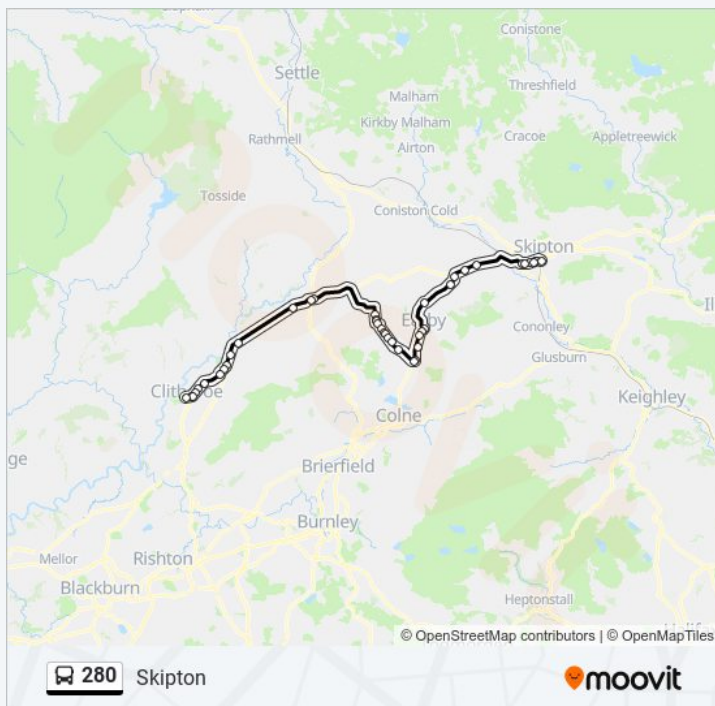 Conistone
Settle
Threshfield
Malham
Kirkby Malham
Cracoe
Appletreewick
Rathmell
Airton
Tosside
Coniston Cold
Skipton
Cononley
Glusburn
Colne
Keighley
Brierfield
Burnley
Mellor
Rishton
Blackburn
Heptonstall
© OpenStreetMap contributors | © OpenMapTiles
280 Skipton
moovit